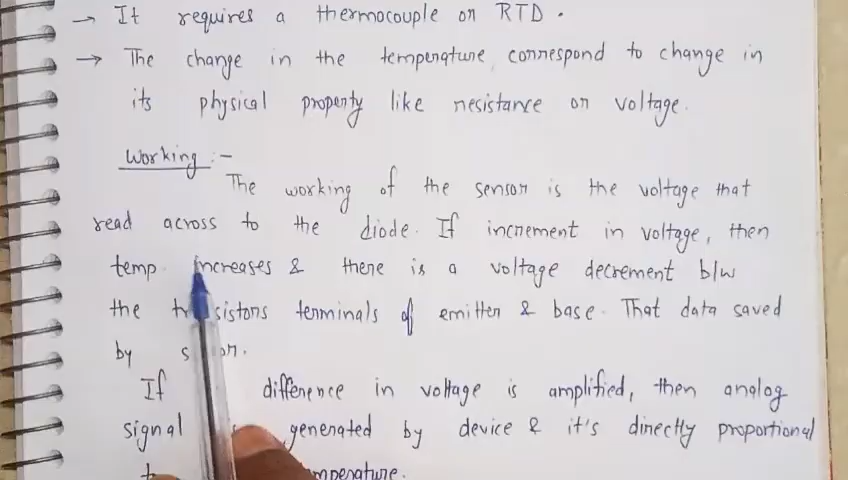 → It requires a thermocouple or RTD.
→ The change in the temperature correspond to change in
its physical property like resistance or voltage.
Working :-
The working of the sensor is the voltage that
read across to the diode. If increment in voltage, then
temp. increases & there is a voltage decrement b/w
the terminals of emitter & base. That data saved
by
If difference in voltage is amplified, then analog
signal generated by device & it's directly proportional